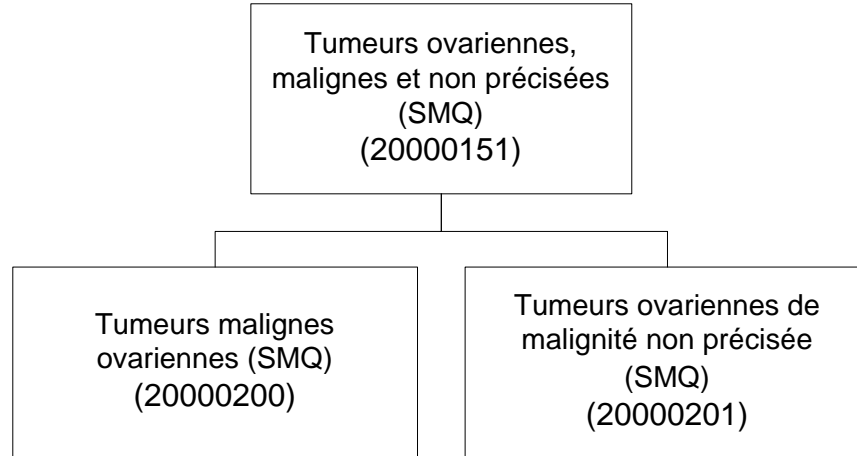 Tumeurs ovariennes,
malignes et non précisées
(SMQ)
(20000151)
Tumeurs malignes
ovariennes (SMQ)
(20000200)
Tumeurs ovariennes de
malignité non précisée
(SMQ)
(20000201)